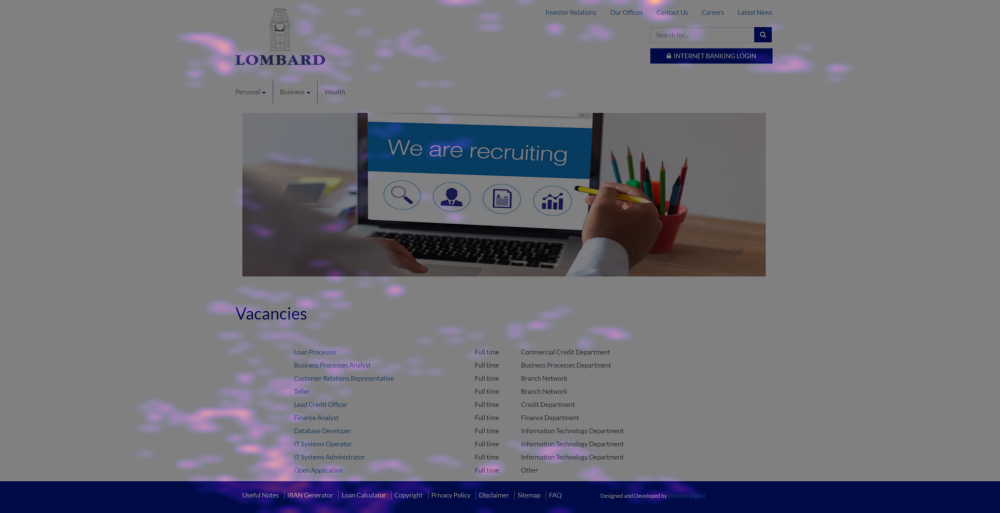 Investor Relations Our Offices Contact Us Careers Latest News
Search for...
LOMBARD
INTERNET BANKING LOGIN
Personal Business Wealth
We are recruiting
Vacancies
Loan Processor Full time Commercial Credit Department
Business Processes Analyst Full time Business Processes Department
Customer Relations Representative Full time Branch Network
Teller Full time Branch Network
Lead Credit Officer Full time Credit Department
Finance Analyst Full time Finance Department
Database Developer Full time Information Technology Department
IT Systems Operator Full time Information Technology Department
IT Systems Administrator Full time Information Technology Department
Open Application Full time Other
Useful Notes IBAN Generator Loan Calculator Copyright Privacy Policy Disclaimer Sitemap FAQ Designed and Developed by